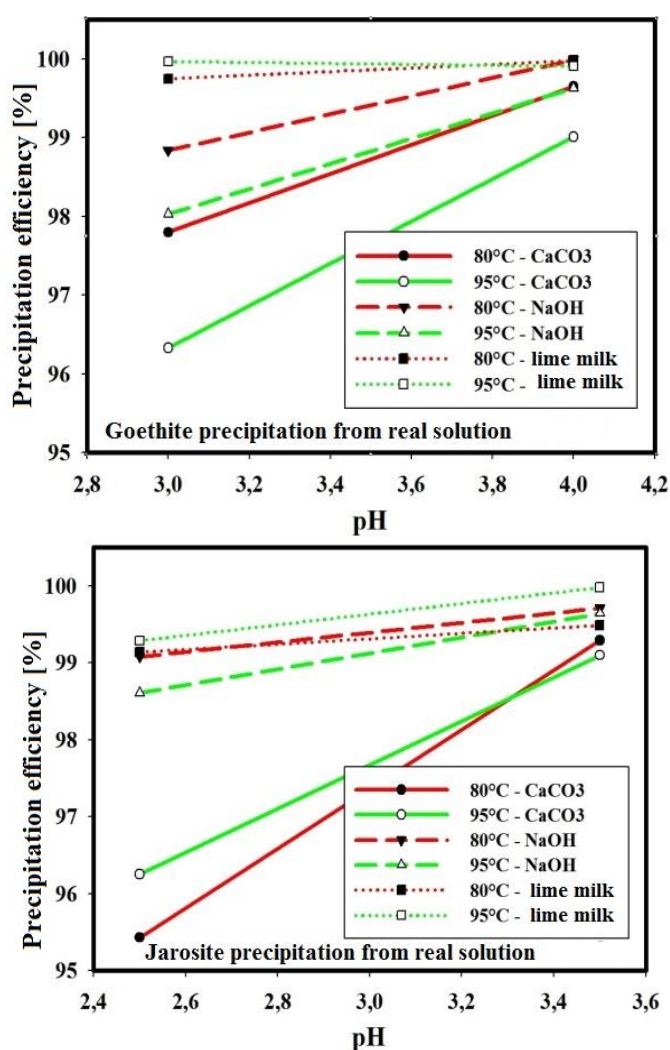 100
99
98
97
96
95
Precipitation efficiency [%]
80°C - CaCO3
95°C - CaCO3
80°C - NaOH
95°C - NaOH
80°C - lime milk
95°C - lime milk
Goethite precipitation from real solution
2,8 3,0 3,2 3,4 3,6 3,8 4,0 4,2
pH
100
99
98
97
96
95
Precipitation efficiency [%]
80°C - CaCO3
95°C - CaCO3
80°C - NaOH
95°C - NaOH
80°C - lime milk
95°C - lime milk
Jarosite precipitation from real solution
2,4 2,6 2,8 3,0 3,2 3,4 3,6
pH